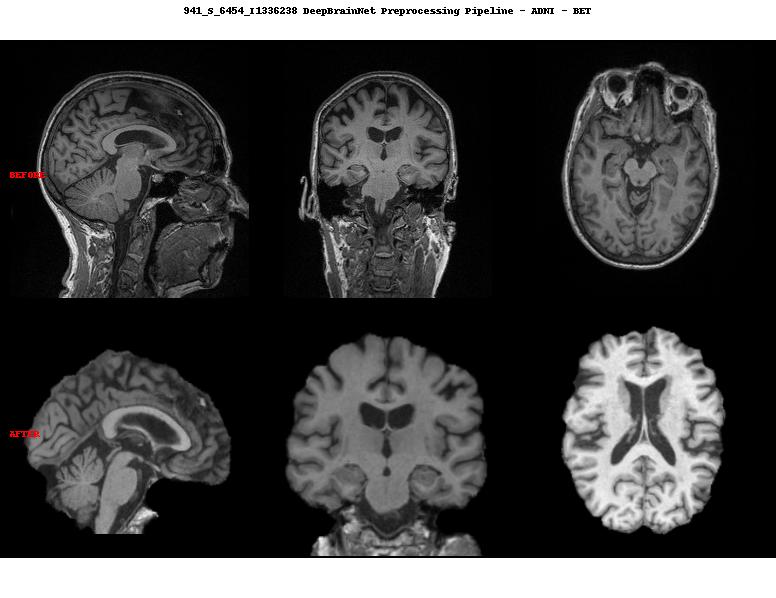 941_S_6454_I1336238 DeepBrainNet Preprocessing Pipeline - ADNI - BET
BEFORE
AFTER